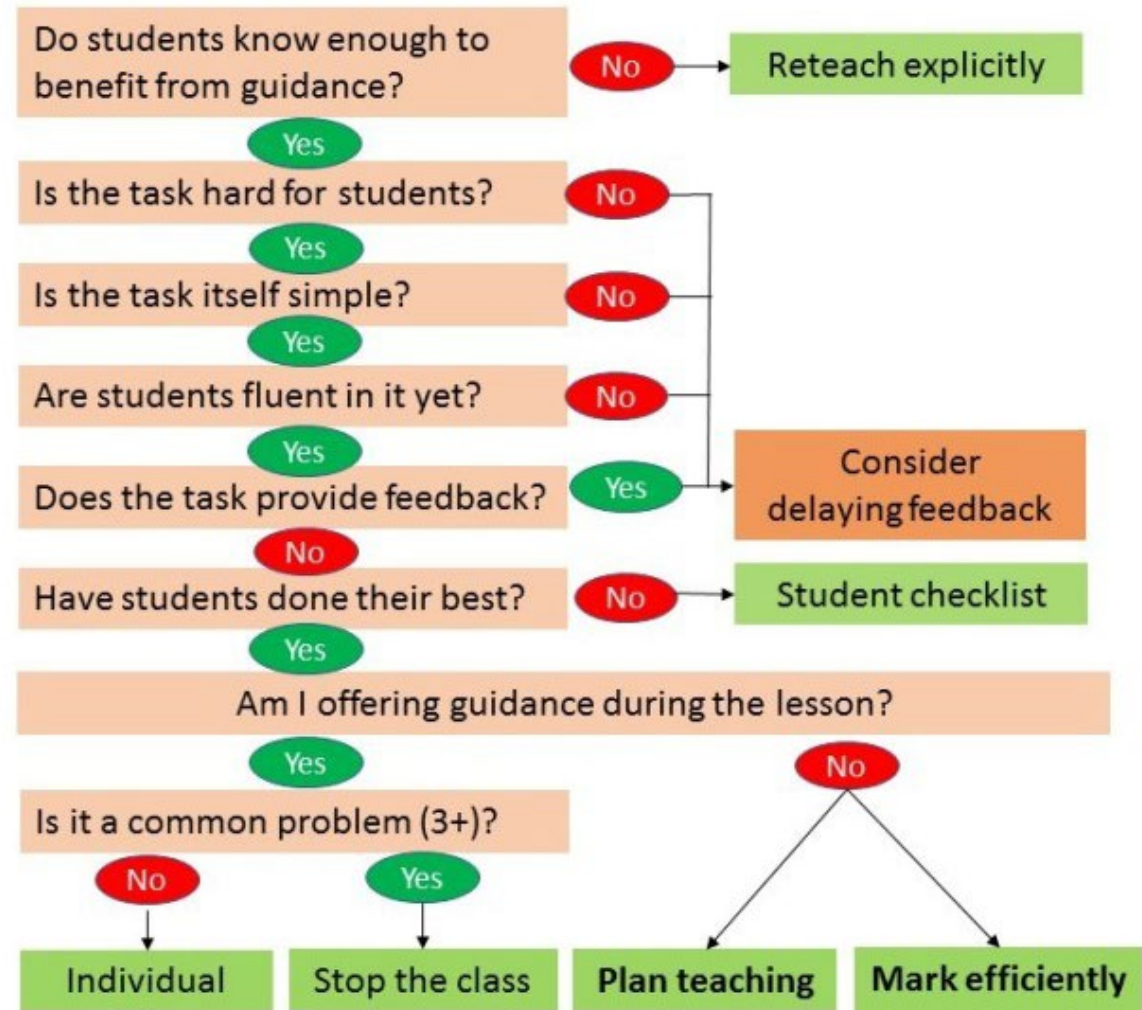 Do students know enough to
benefit from guidance?
No
Reteach explicitly
Yes
Is the task hard for students?
No
Yes
Is the task itself simple?
No
Yes
Are students fluent in it yet?
No
Yes
Does the task provide feedback?
Yes
Consider
delaying feedback
No
Have students done their best?
No
Student checklist
Yes
Am I offering guidance during the lesson?
Yes
No
Is it a common problem (3+)?
No
Yes
Individual
Stop the class
Plan teaching
Mark efficiently